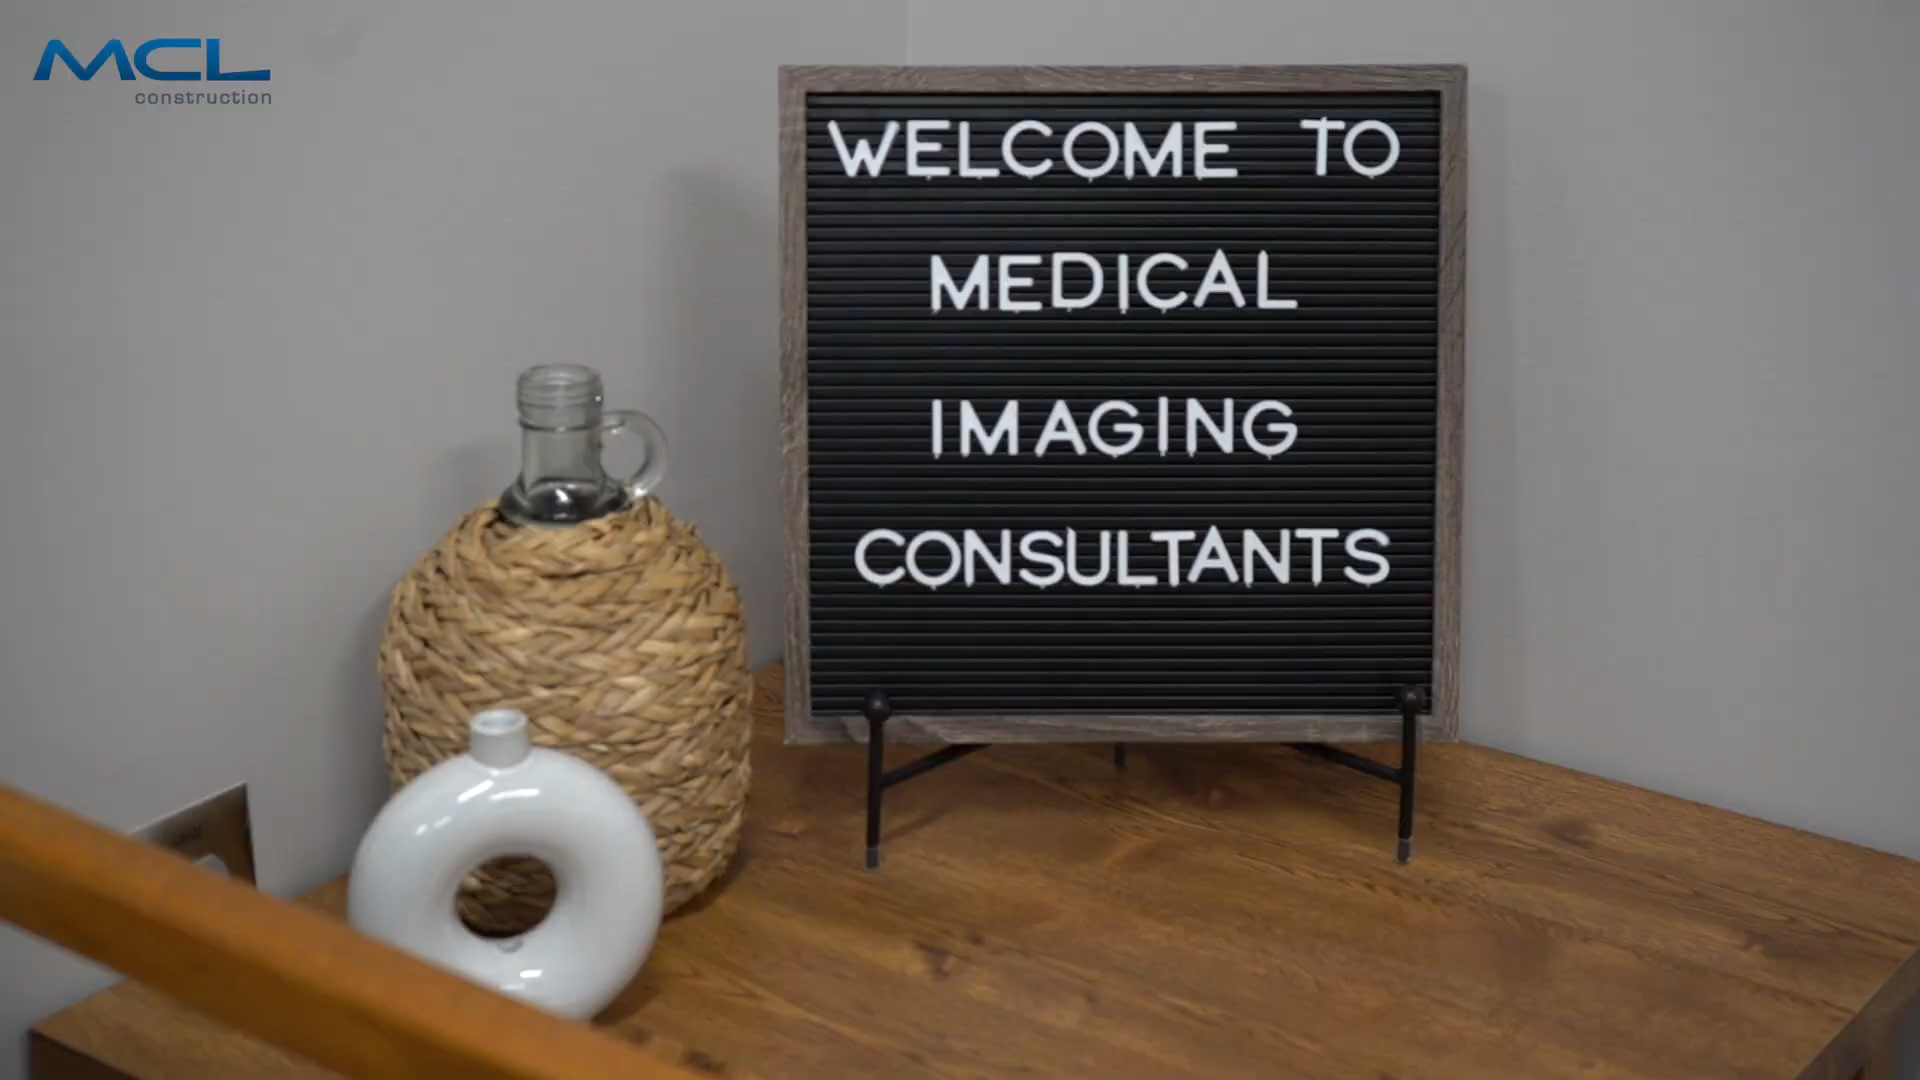 MCL
construction
WELCOME TO
MEDICAL
IMAGING
CONSULTANTS